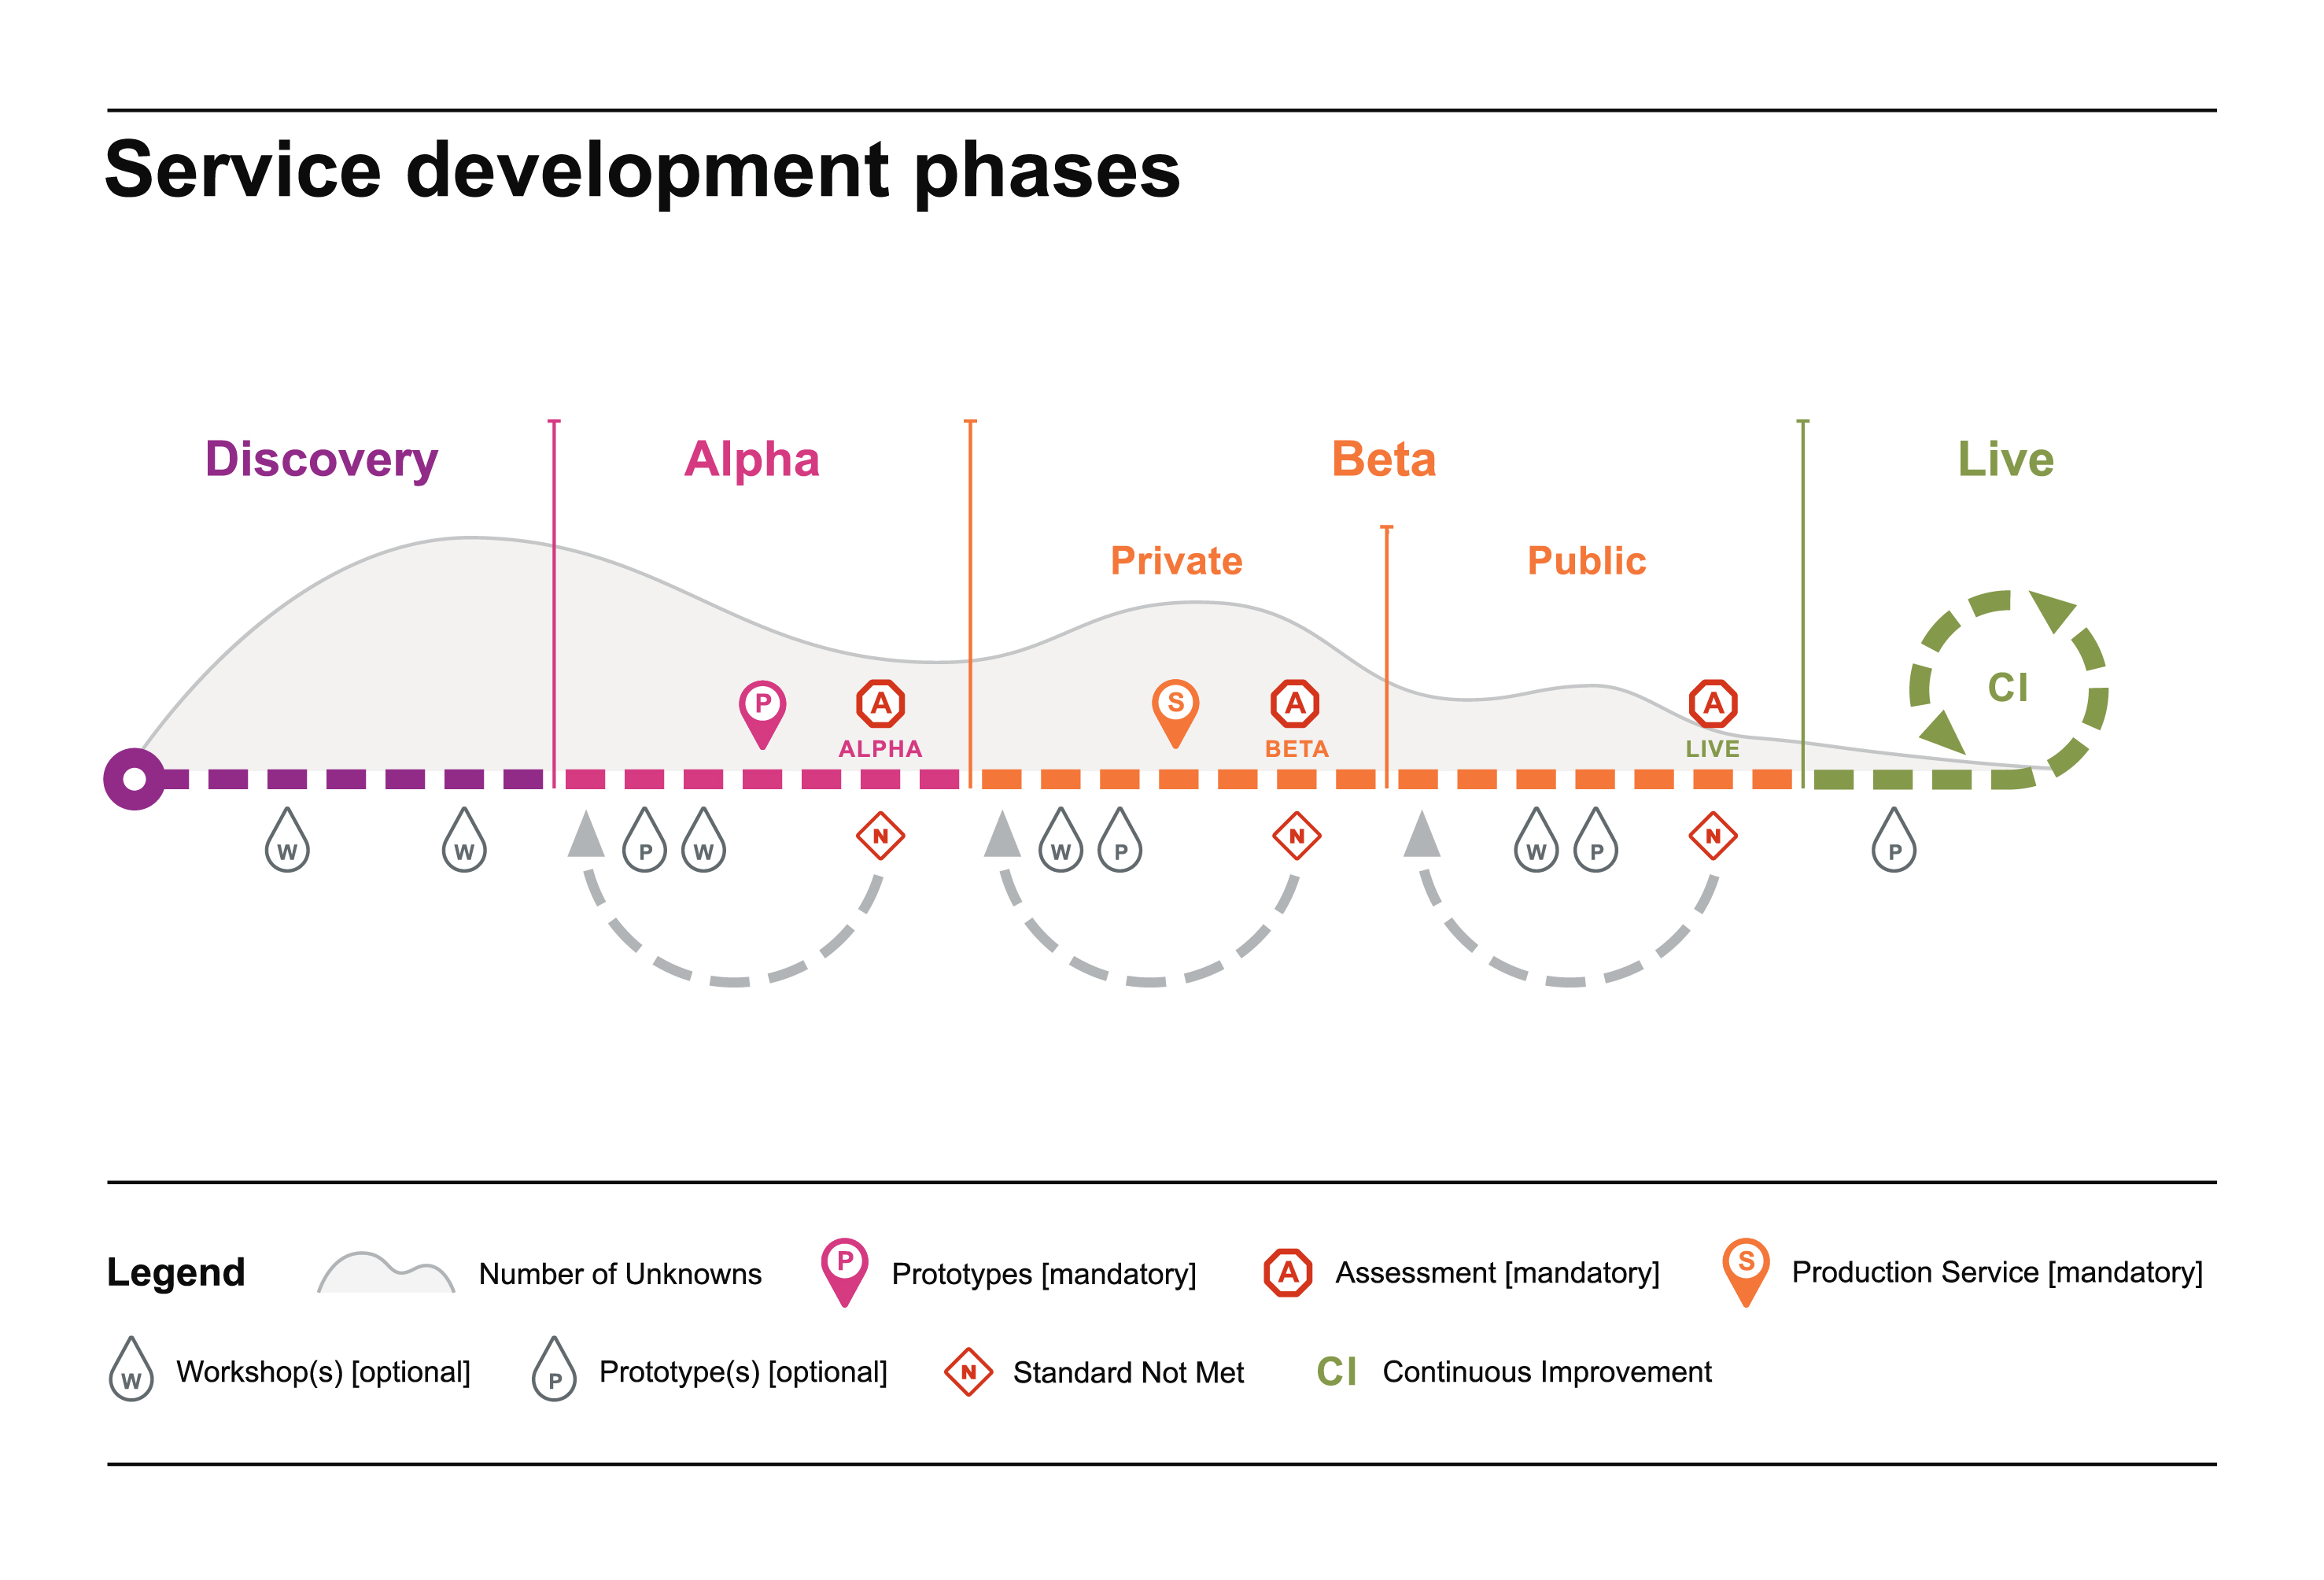 Service development phases
Discovery
Alpha
Beta
Live
Private
Public
P
A
ALPHA
S
A
BETA
A
LIVE
CI
W
W
P
W
N
W
P
N
W
P
N
P
Legend
Number of Unknowns
P
Prototypes [mandatory]
A
Assessment [mandatory]
S
Production Service [mandatory]
W
Workshop(s) [optional]
P
Prototype(s) [optional]
N
Standard Not Met
CI
Continuous Improvement